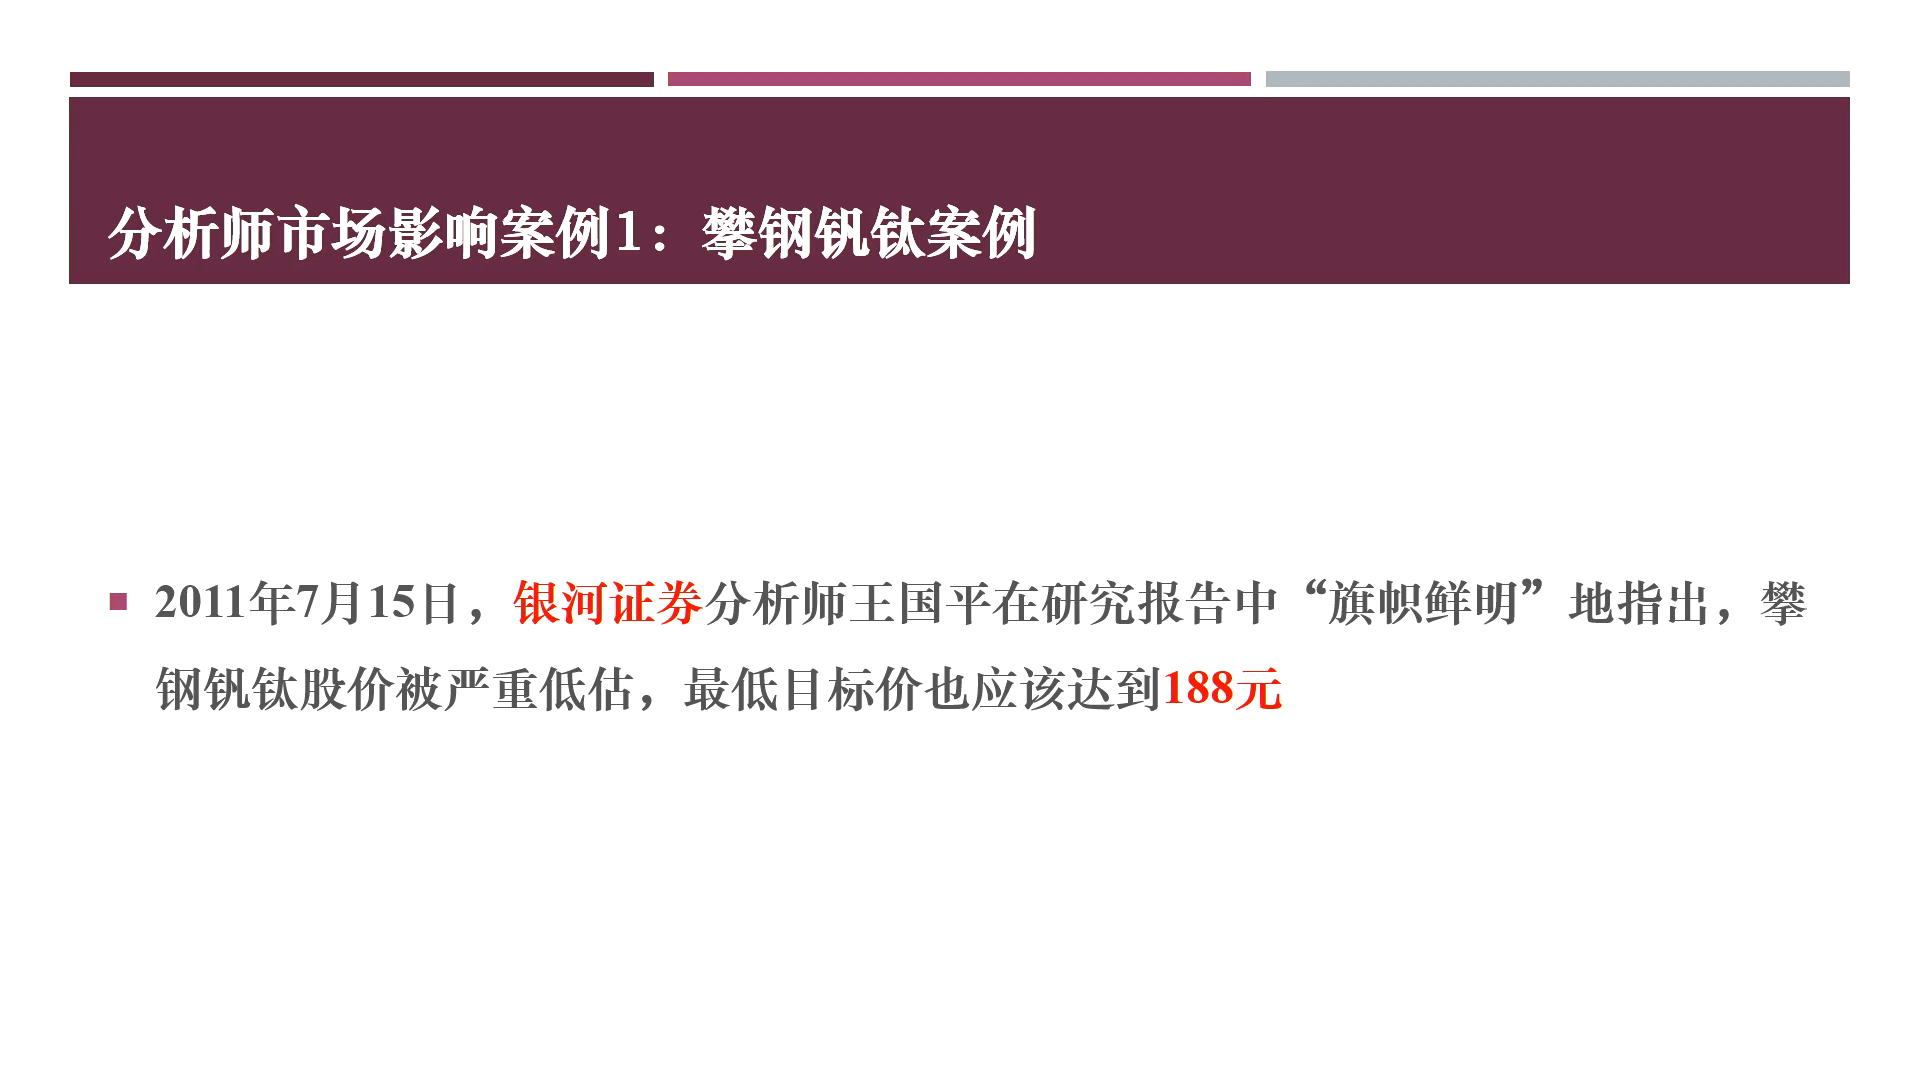 分析师市场影响案例1：攀钢钒钛案例
2011年7月15日，银河证券分析师王国平在研究报告中“旗帜鲜明”地指出，攀
钢钒钛股价被严重低估，最低目标价也应该达到188元